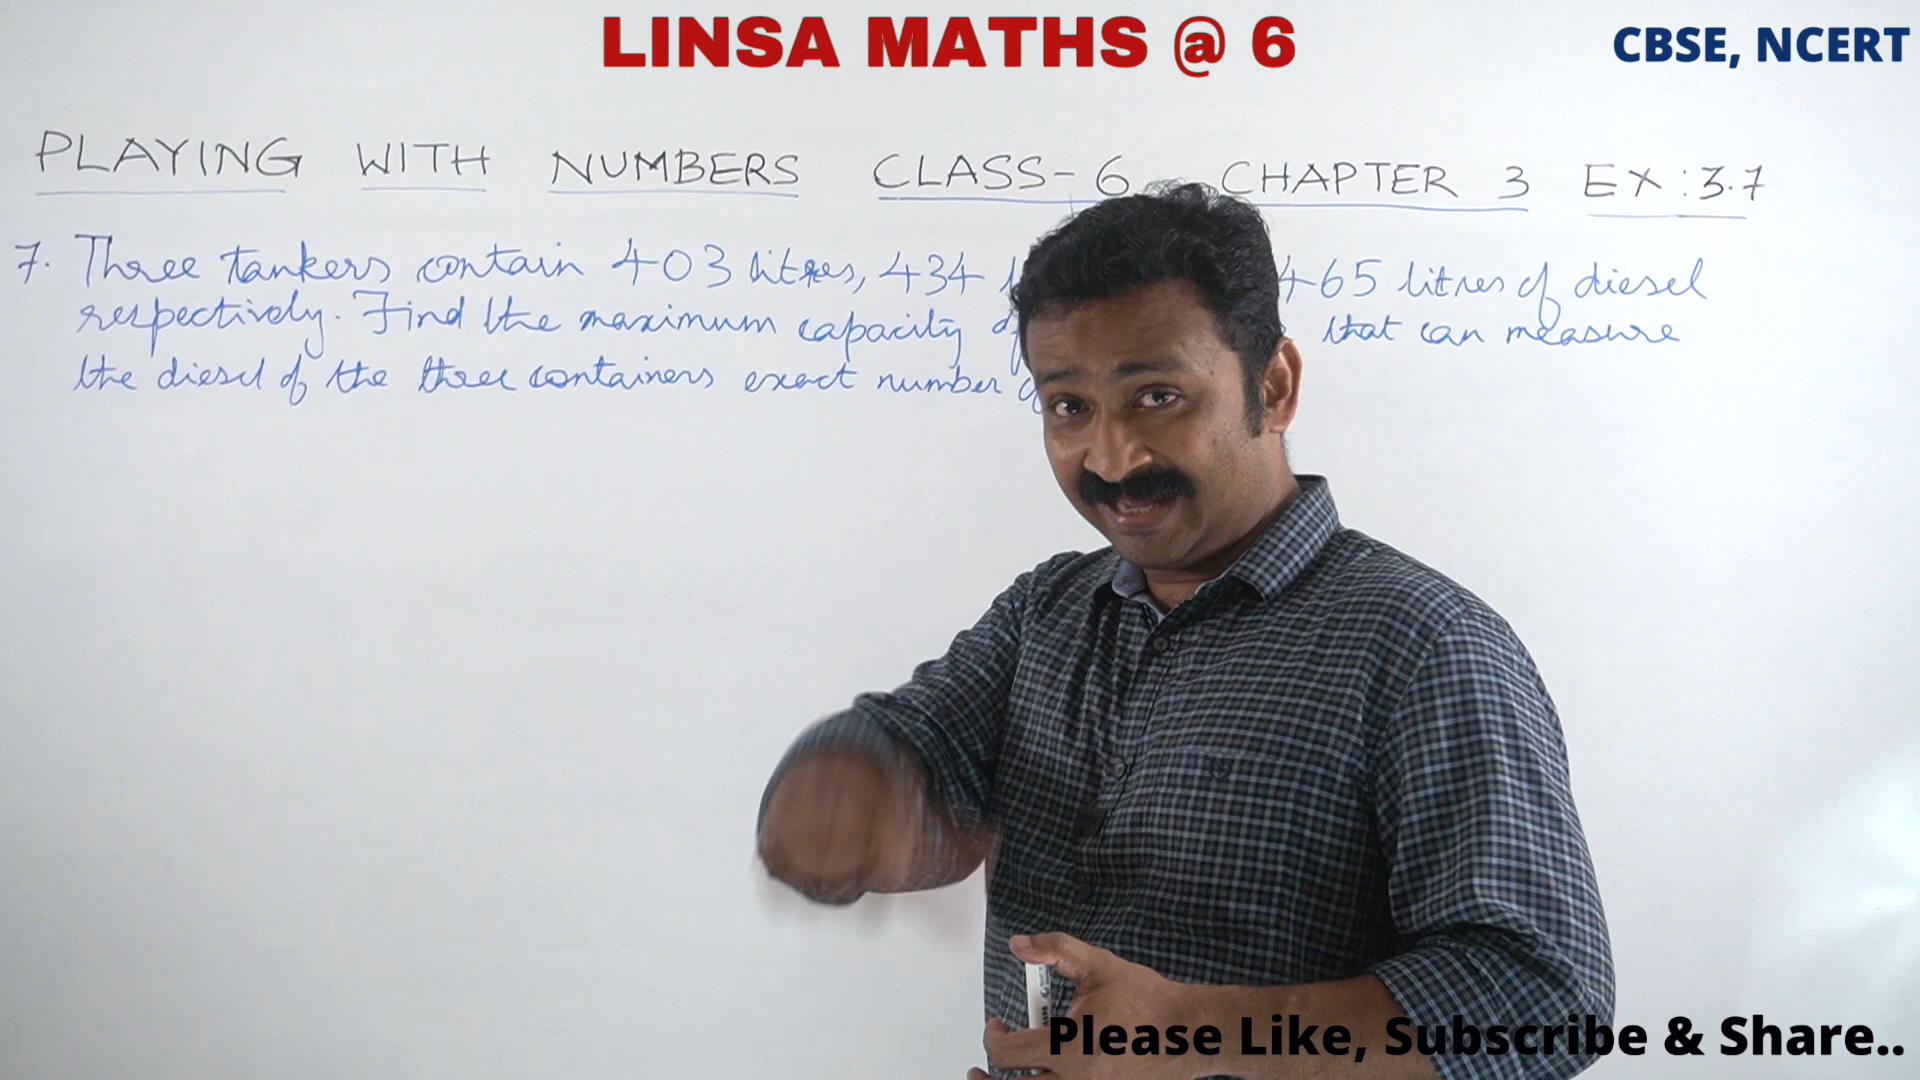 LINSA MATHS @ 6
CBSE, NCERT
PLAYING WITH NUMBERS CLASS-6 CHAPTER 3 EX:3.7
7. Three tankers contain 403 litres, 434 465 litres of diesel
respectively. Find the maximum capacity that can measure
the diesel of the three containers exact number
Please Like, Subscribe & Share..